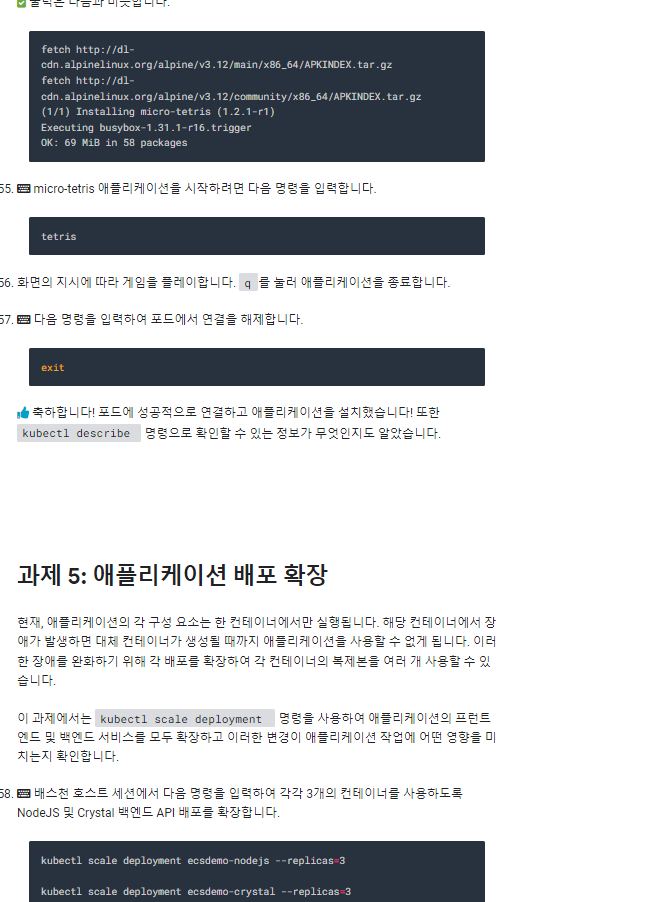 출력은 다음과 비슷합니다.
fetch http://dl-
cdn.alpinelinux.org/alpine/v3.12/main/x86_64/APKINDEX.tar.gz
fetch http://dl-
cdn.alpinelinux.org/alpine/v3.12/community/x86_64/APKINDEX.tar.gz
(1/1) Installing micro-tetris (1.2.1-r1)
Executing busybox-1.31.1-r16.trigger
OK: 69 MiB in 58 packages
55. micro-tetris 애플리케이션을 시작하려면 다음 명령을 입력합니다.
tetris
56. 화면의 지시에 따라 게임을 플레이합니다. q 를 눌러 애플리케이션을 종료합니다.
57. 다음 명령을 입력하여 포드에서 연결을 해제합니다.
exit
축하합니다! 포드에 성공적으로 연결하고 애플리케이션을 설치했습니다! 또한
kubectl describe 명령으로 확인할 수 있는 정보가 무엇인지도 알았습니다.
과제 5: 애플리케이션 배포 확장
현재, 애플리케이션의 각 구성 요소는 한 컨테이너에서만 실행됩니다. 해당 컨테이너에서 장
애가 발생하면 대체 컨테이너가 생성될 때까지 애플리케이션을 사용할 수 없게 됩니다. 이러
한 장애를 완화하기 위해 각 배포를 확장하여 각 컨테이너의 복제본을 여러 개 사용할 수 있
습니다.
이 과제에서는 kubectl scale deployment 명령을 사용하여 애플리케이션의 프런트
엔드 및 백엔드 서비스를 모두 확장하고 이러한 변경이 애플리케이션 작업에 어떤 영향을 미
치는지 확인합니다.
58. 배스천 호스트 세션에서 다음 명령을 입력하여 각각 3개의 컨테이너를 사용하도록
NodeJS 및 Crystal 백엔드 API 배포를 확장합니다.
kubectl scale deployment ecsdemo-nodejs --replicas=3
kubectl scale deployment ecsdemo-crystal --replicas=3